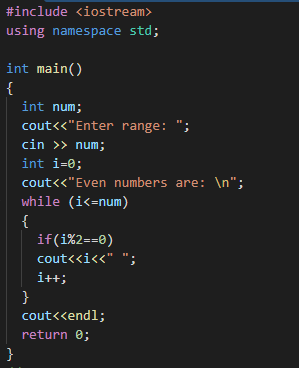 #include <iostream>
using namespace std;
int main()
{
int num;
cout<<"Enter range: ";
cin >> num;
int i=0;
cout<<"Even numbers are: \n";
while (i<=num)
{
if(i%2==0)
cout<<i<<" ";
i++;
}
cout<<endl;
return 0;
}